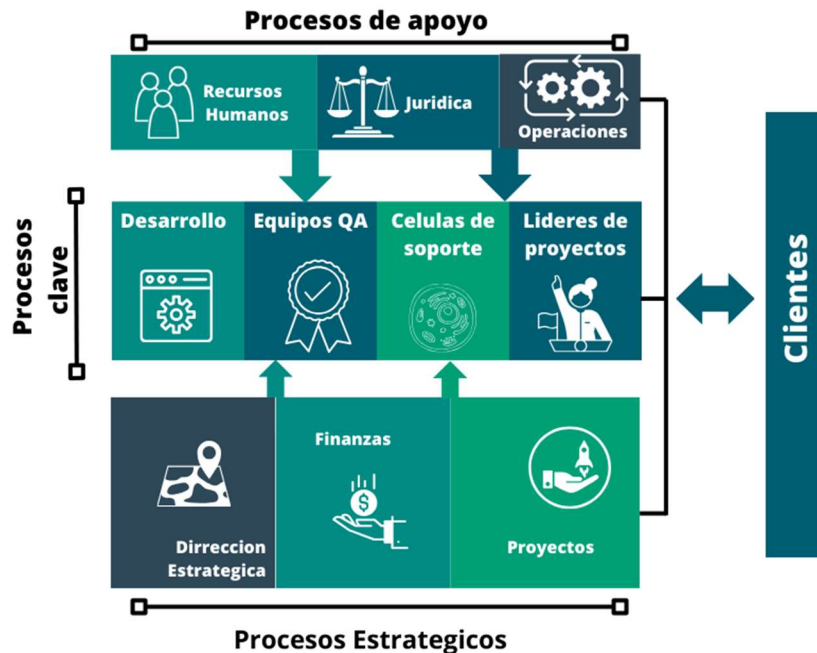 Procesos de apoyo
Recursos
Humanos
Juridica
Operaciones
Procesos
clave
Desarrollo
Equipos QA
Celulas de
soporte
Lideres de
proyectos
Clientes
Dirreccion
Estrategica
Finanzas
$
Proyectos
Procesos Estrategicos